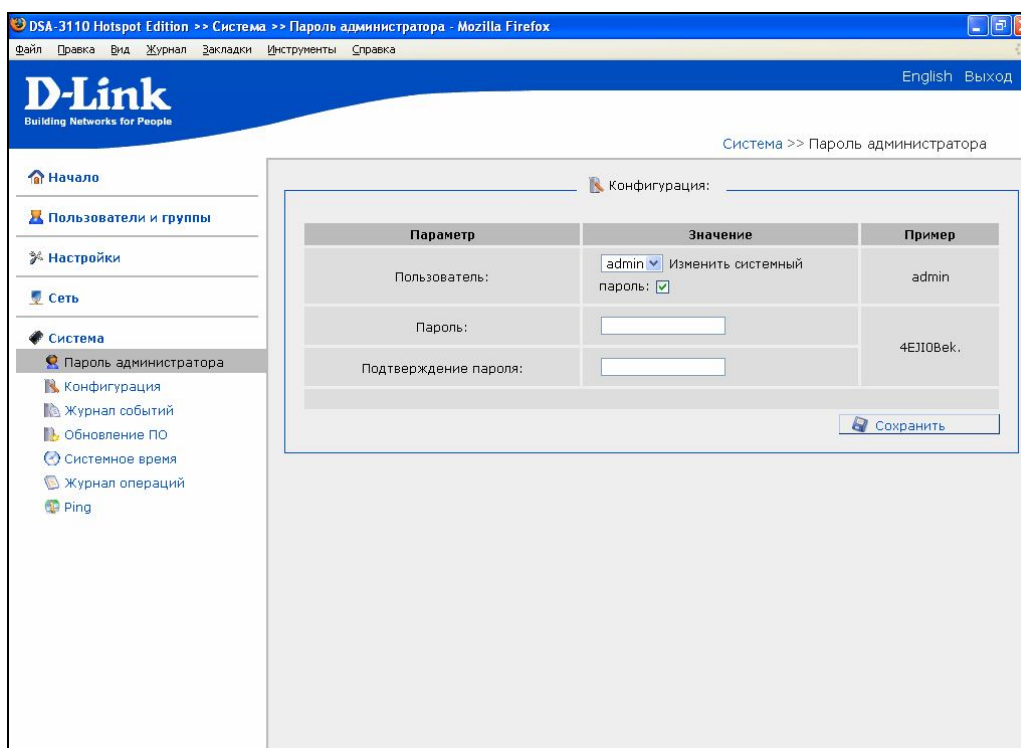 DSA-3110 Hotspot Edition >> Система >> Пароль администратора - Mozilla Firefox
Файл Правка Вид Журнал Закладки Инструменты Справка
English Выход
D-Link
Building Networks for People
Система >> Пароль администратора
Начало
Пользователи и группы
Настройки
Сеть
Система
Пароль администратора
Конфигурация
Журнал событий
Обновление ПО
Системное время
Журнал операций
Ping
Конфигурация:
Параметр Значение Пример
Пользователь: admin Изменить системный пароль: admin
Пароль:
4EJI0Bek.
Подтверждение пароля:
Сохранить